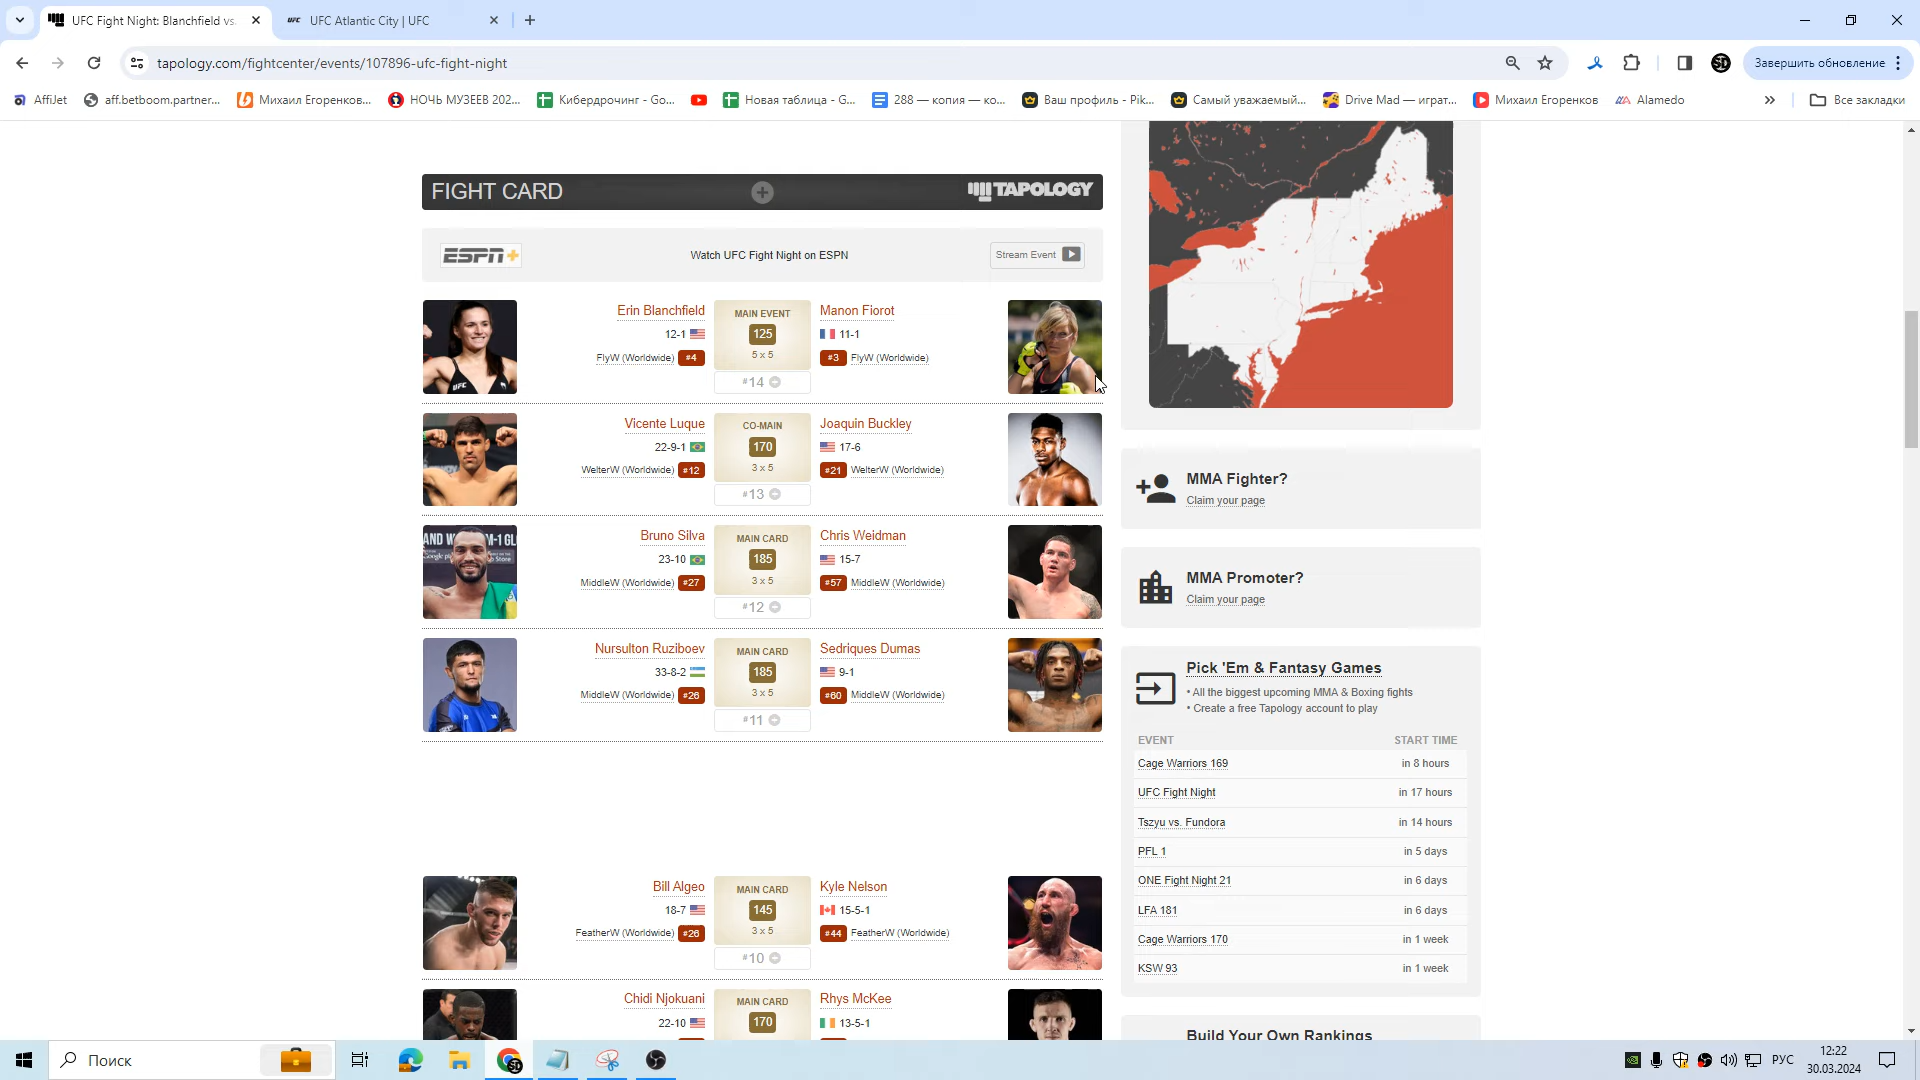 UFC Fight Night: Blanchfield vs.
UFC Atlantic City | UFC
tapology.com/fightcenter/events/107896-ufc-fight-night
Завершить обновление
AffiJet
aff.betboom.partner...
Михаил Егоренков...
НОЧЬ МУЗЕЕВ 202...
Кибердрочинг - Go...
Новая таблица - G...
288 — копия — ко...
Ваш профиль - Pik...
Самый уважаемый...
Drive Mad — играт...
Михаил Егоренков
Alamedo
Все закладки
FIGHT CARD
TAPOLOGY
ESPN+
Watch UFC Fight Night on ESPN
Stream Event
Erin Blanchfield
MAIN EVENT
Manon Fiorot
12-1
125
11-1
FlyW (Worldwide) #4
5 x 5
#3 FlyW (Worldwide)
#14
UFC
Vicente Luque
CO-MAIN
Joaquin Buckley
22-9-1
170
17-6
WelterW (Worldwide) #12
3 x 5
#21 WelterW (Worldwide)
#13
Bruno Silva
MAIN CARD
Chris Weidman
23-10
185
15-7
MiddleW (Worldwide) #27
3 x 5
#57 MiddleW (Worldwide)
#12
Nursulton Ruziboev
MAIN CARD
Sedriques Dumas
33-8-2
185
9-1
MiddleW (Worldwide) #26
3 x 5
#60 MiddleW (Worldwide)
#11
Bill Algeo
MAIN CARD
Kyle Nelson
18-7
145
15-5-1
FeatherW (Worldwide) #26
3 x 5
#44 FeatherW (Worldwide)
#10
Chidi Njokuani
MAIN CARD
Rhys McKee
22-10
170
13-5-1
MMA Fighter?
Claim your page
MMA Promoter?
Claim your page
Pick 'Em & Fantasy Games
• All the biggest upcoming MMA & Boxing fights
• Create a free Tapology account to play
EVENT
START TIME
Cage Warriors 169
in 8 hours
UFC Fight Night
in 17 hours
Tszyu vs. Fundora
in 14 hours
PFL 1
in 5 days
ONE Fight Night 21
in 6 days
LFA 181
in 6 days
Cage Warriors 170
in 1 week
KSW 93
in 1 week
Build Your Own Rankings
Поиск
РУС
12:22
30.03.2024